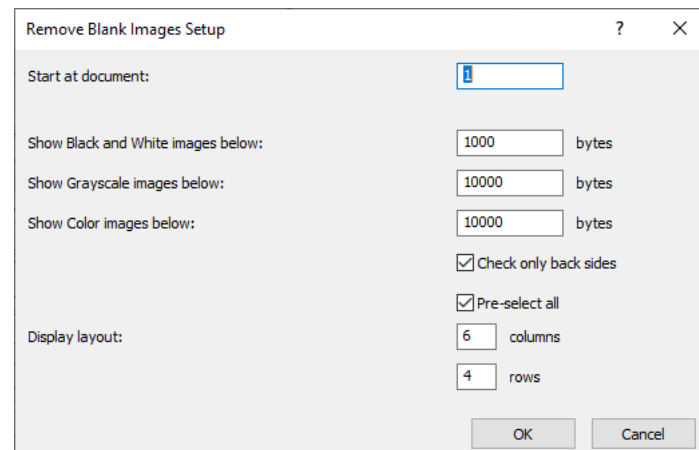 Remove Blank Images Setup ?
Start at document: 1
Show Black and White images below: 1000 bytes
Show Grayscale images below: 10000 bytes
Show Color images below: 10000 bytes
Check only back sides
Pre-select all
Display layout: 6 columns
4 rows
OK Cancel